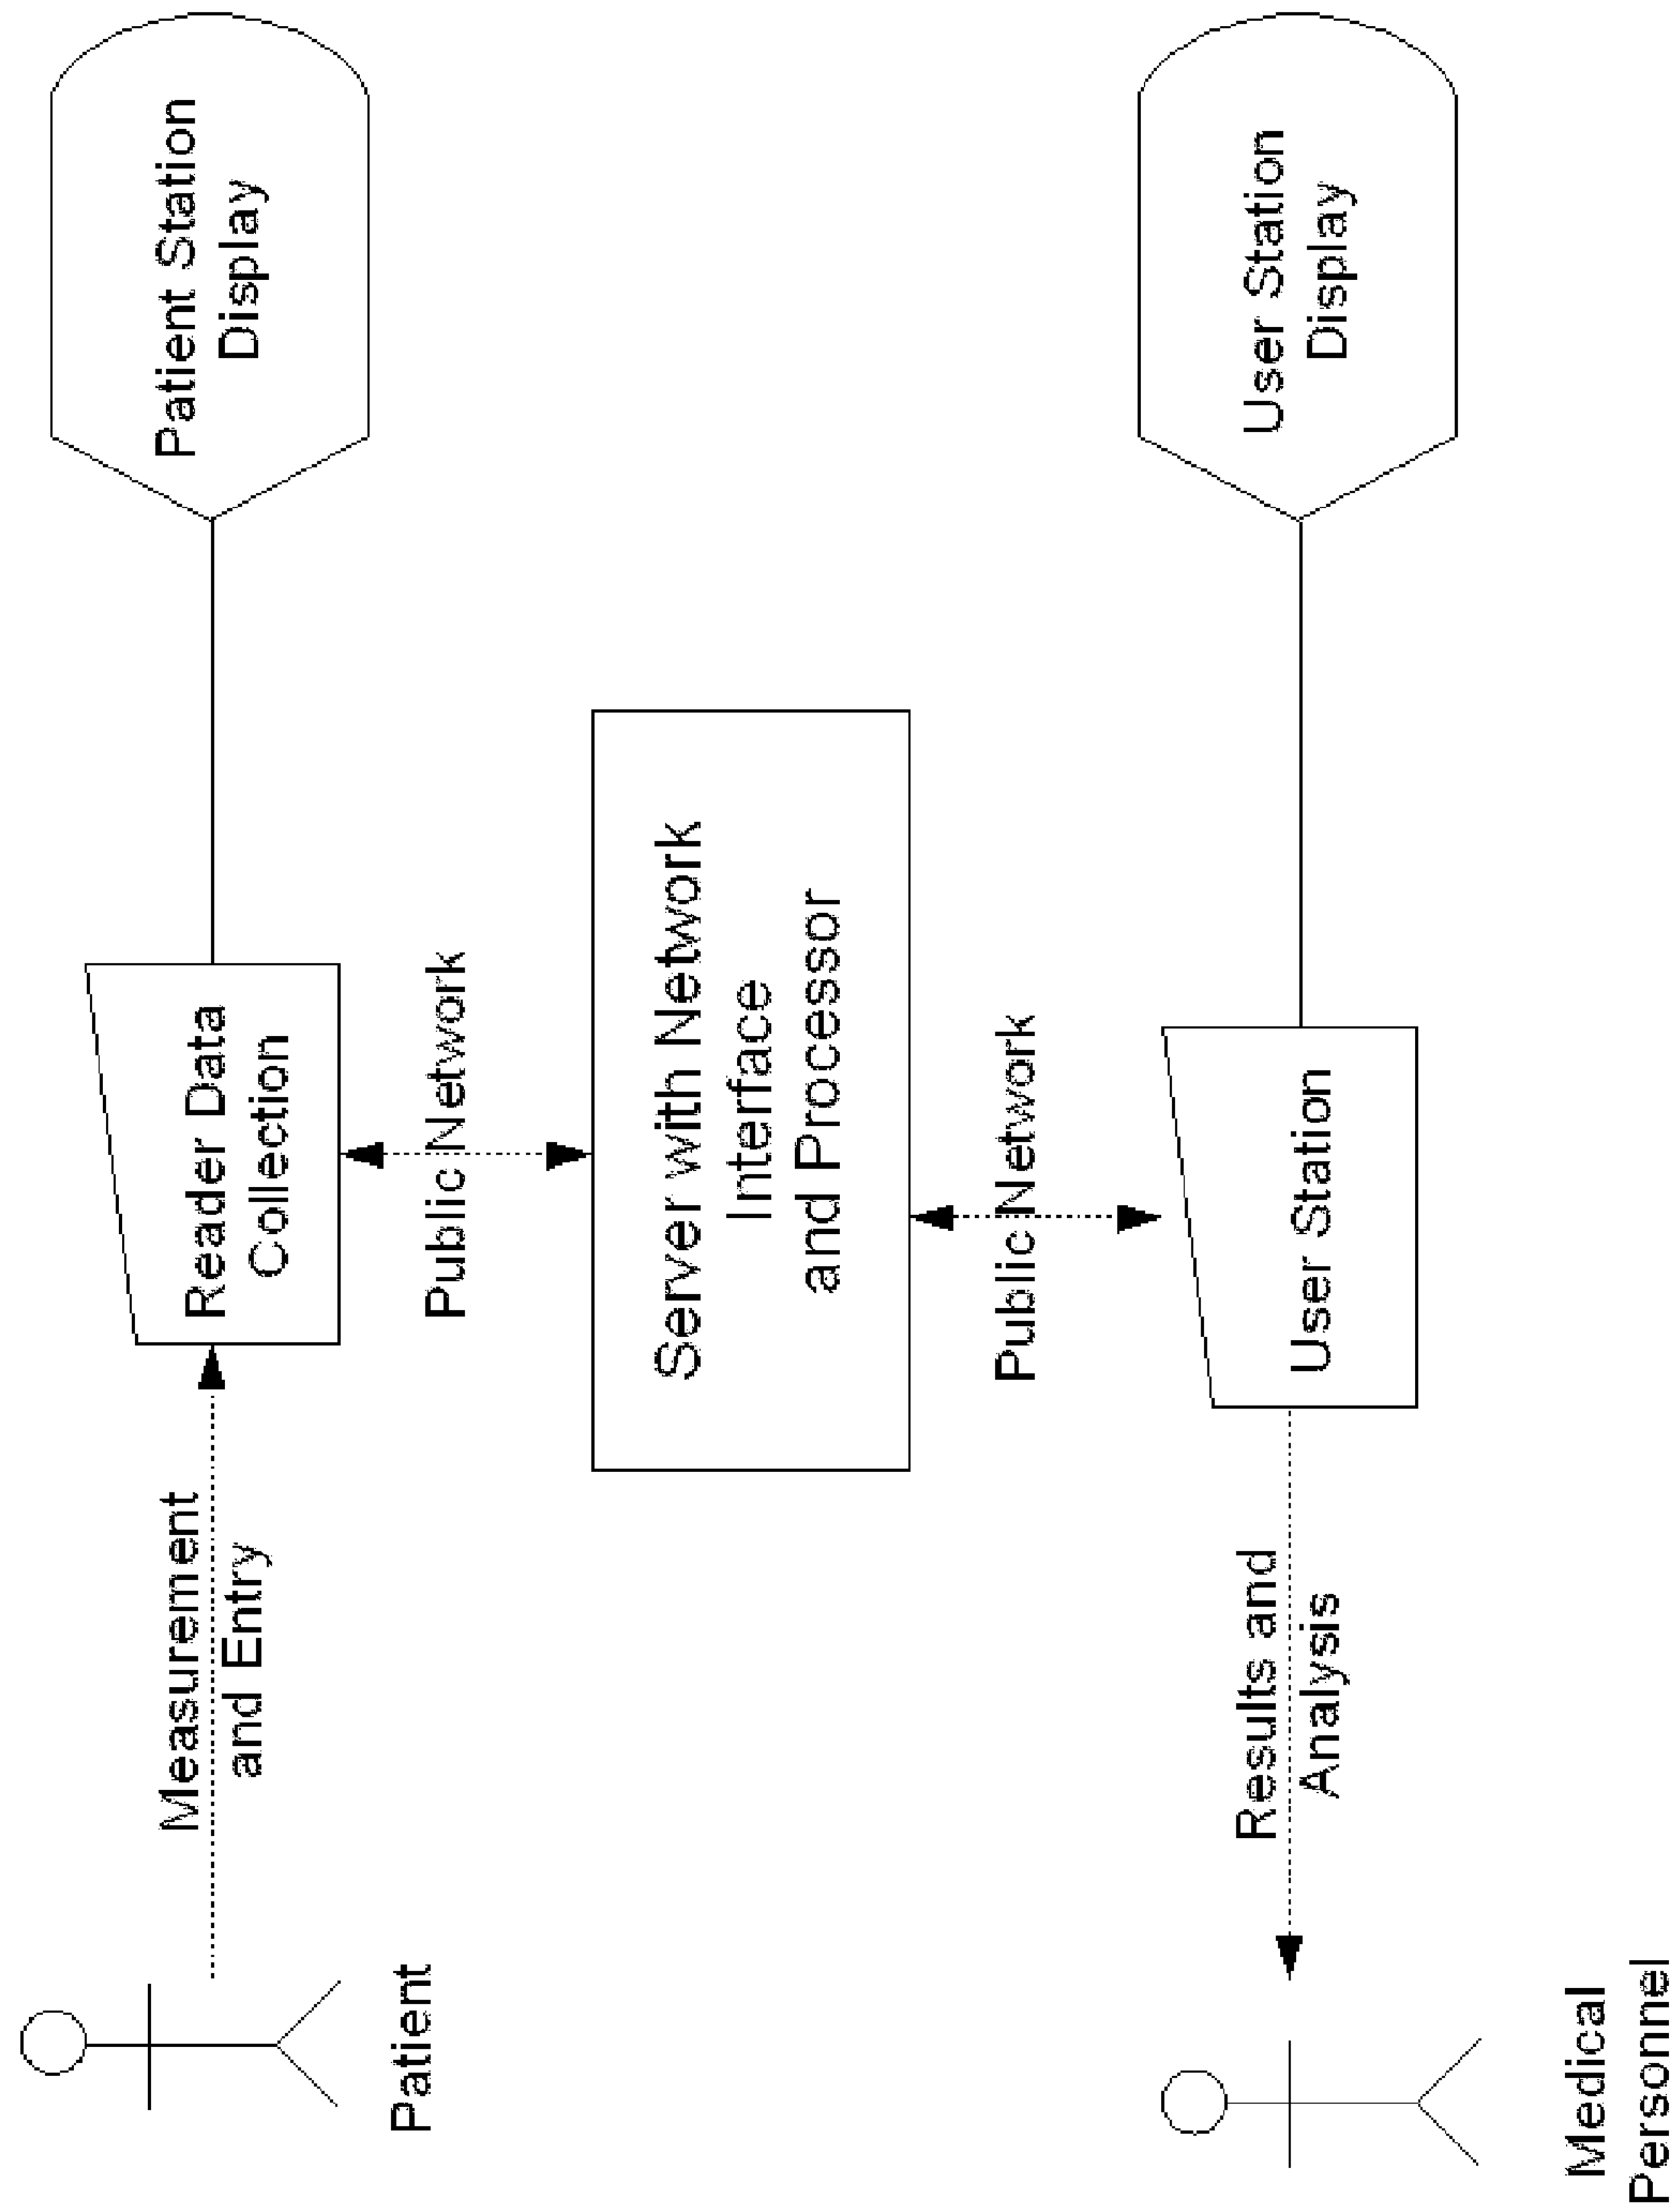 Patient
Measurement
and Entry
Reader Data
Collection
Patient Station
Display
Public Network
Server with Network
Interface
and Processor
Public Network
Medical
Personnel
Results and
Analysis
User Station
User Station
Display